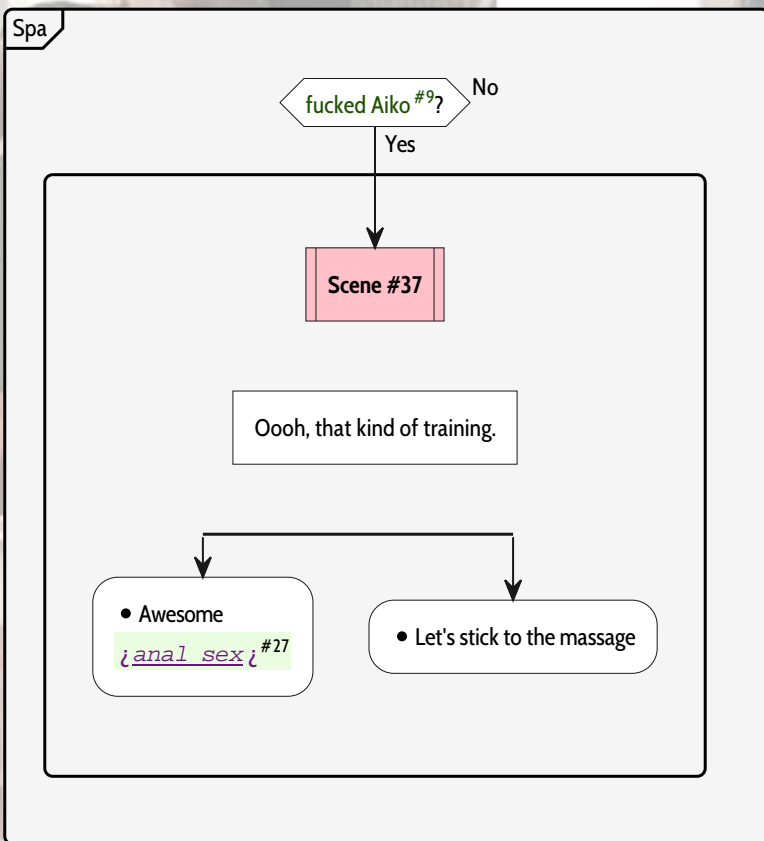 Spa
fucked Aiko #9?
No
Yes
Scene #37
Oooh, that kind of training.
• Awesome
¿anal sex¿#27
• Let's stick to the massage